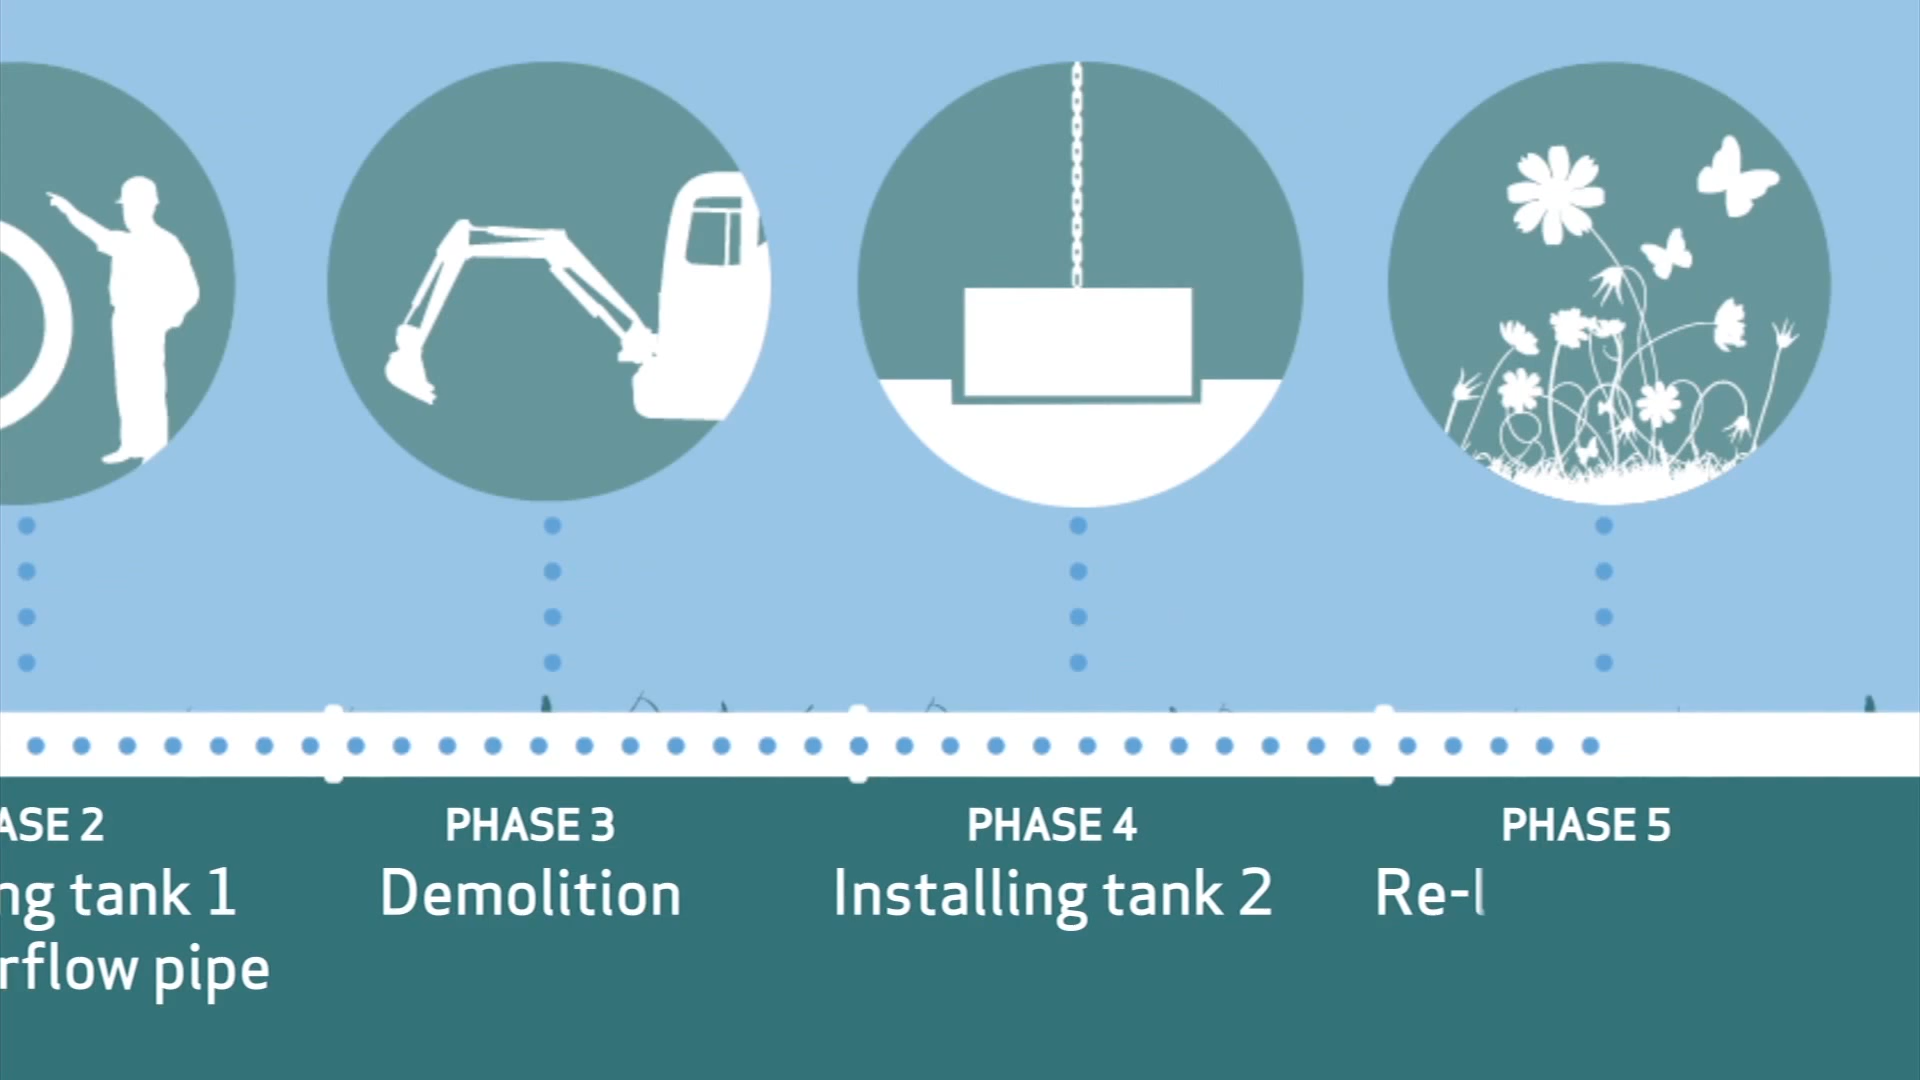 ASE 2
ng tank 1
rflow pipe
PHASE 3
Demolition
PHASE 4
Installing tank 2
PHASE 5
Re-l